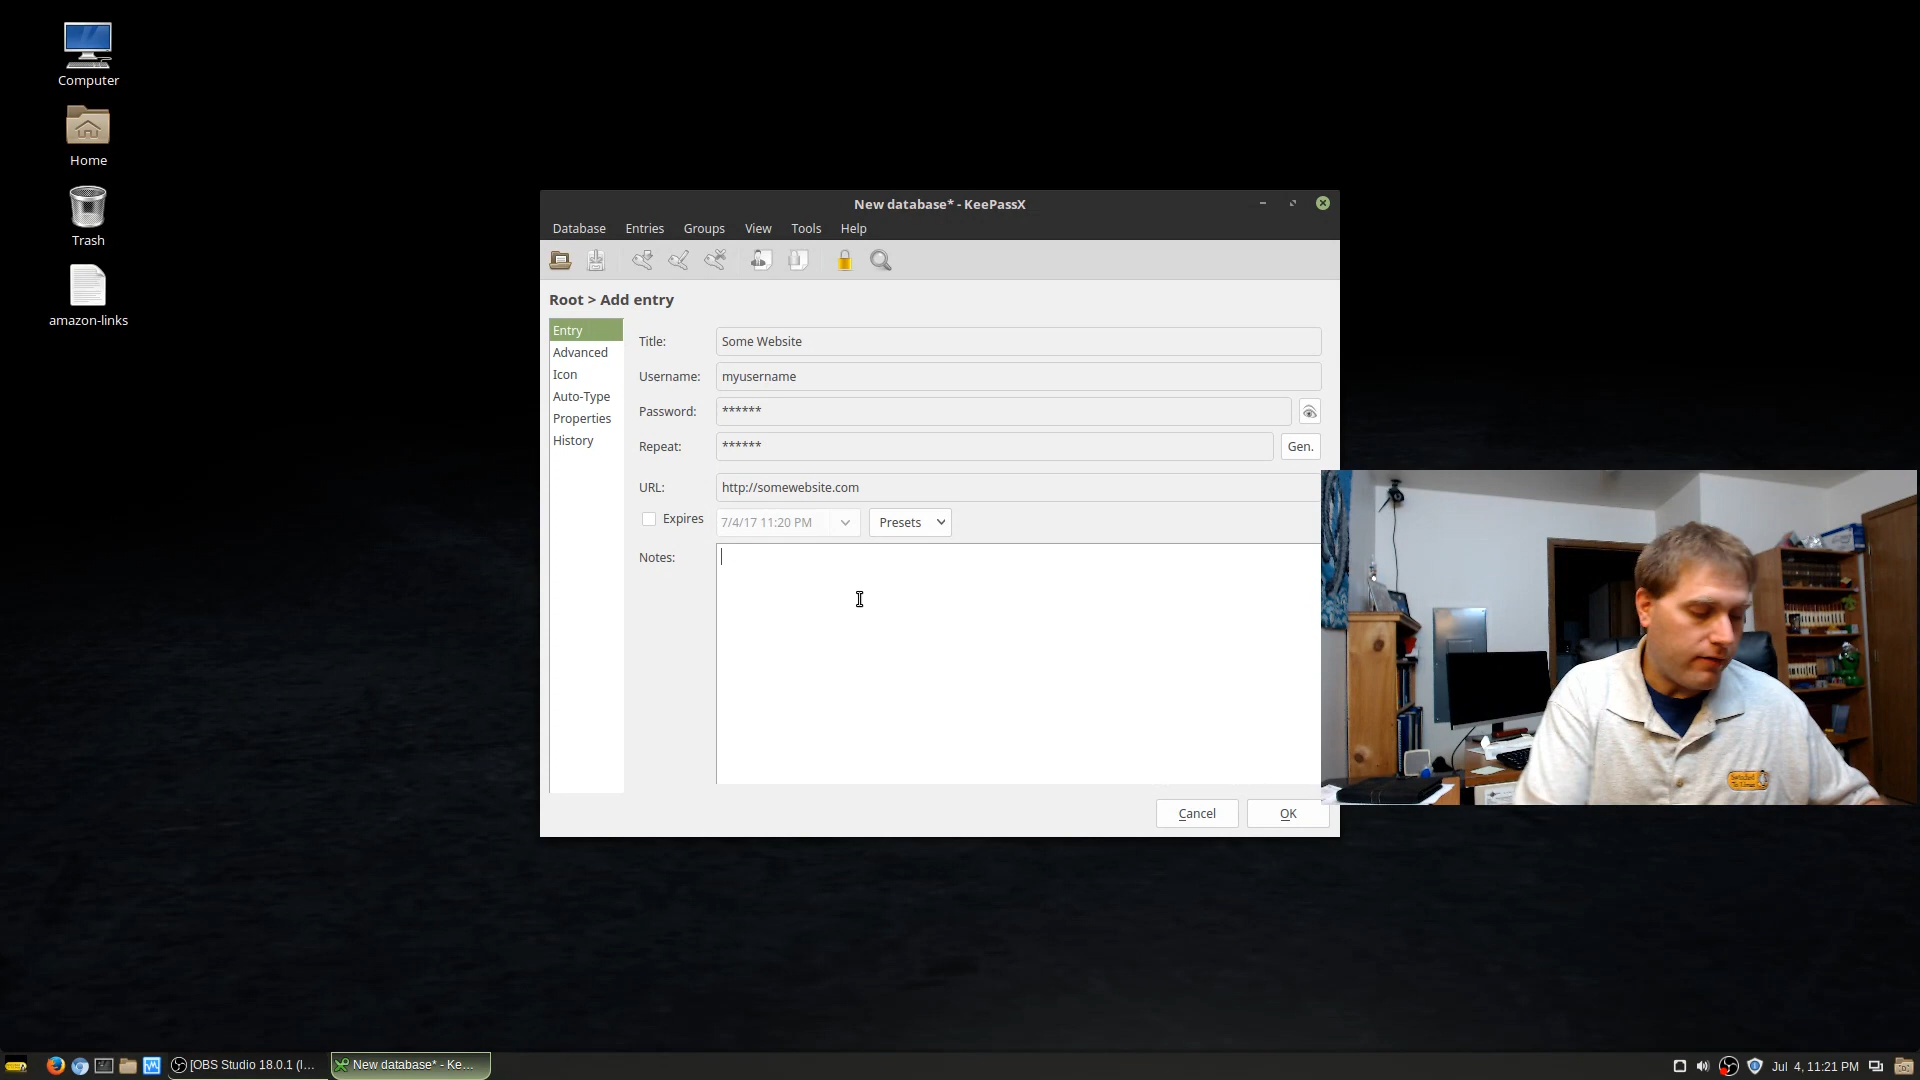 Computer
Home
Trash
amazon-links
New database* - KeePassX
Database Entries Groups View Tools Help
Root > Add entry
Entry
Advanced
Icon
Auto-Type
Properties
History
Title: Some Website
Username: myusername
Password: ******
Repeat: ****** Gen.
URL: http://somewebsite.com
Expires 7/4/17 11:20 PM Presets
Notes:
Cancel OK
[OBS Studio 18.0.1 (l... New database* - Ke... Jul 4, 11:21 PM